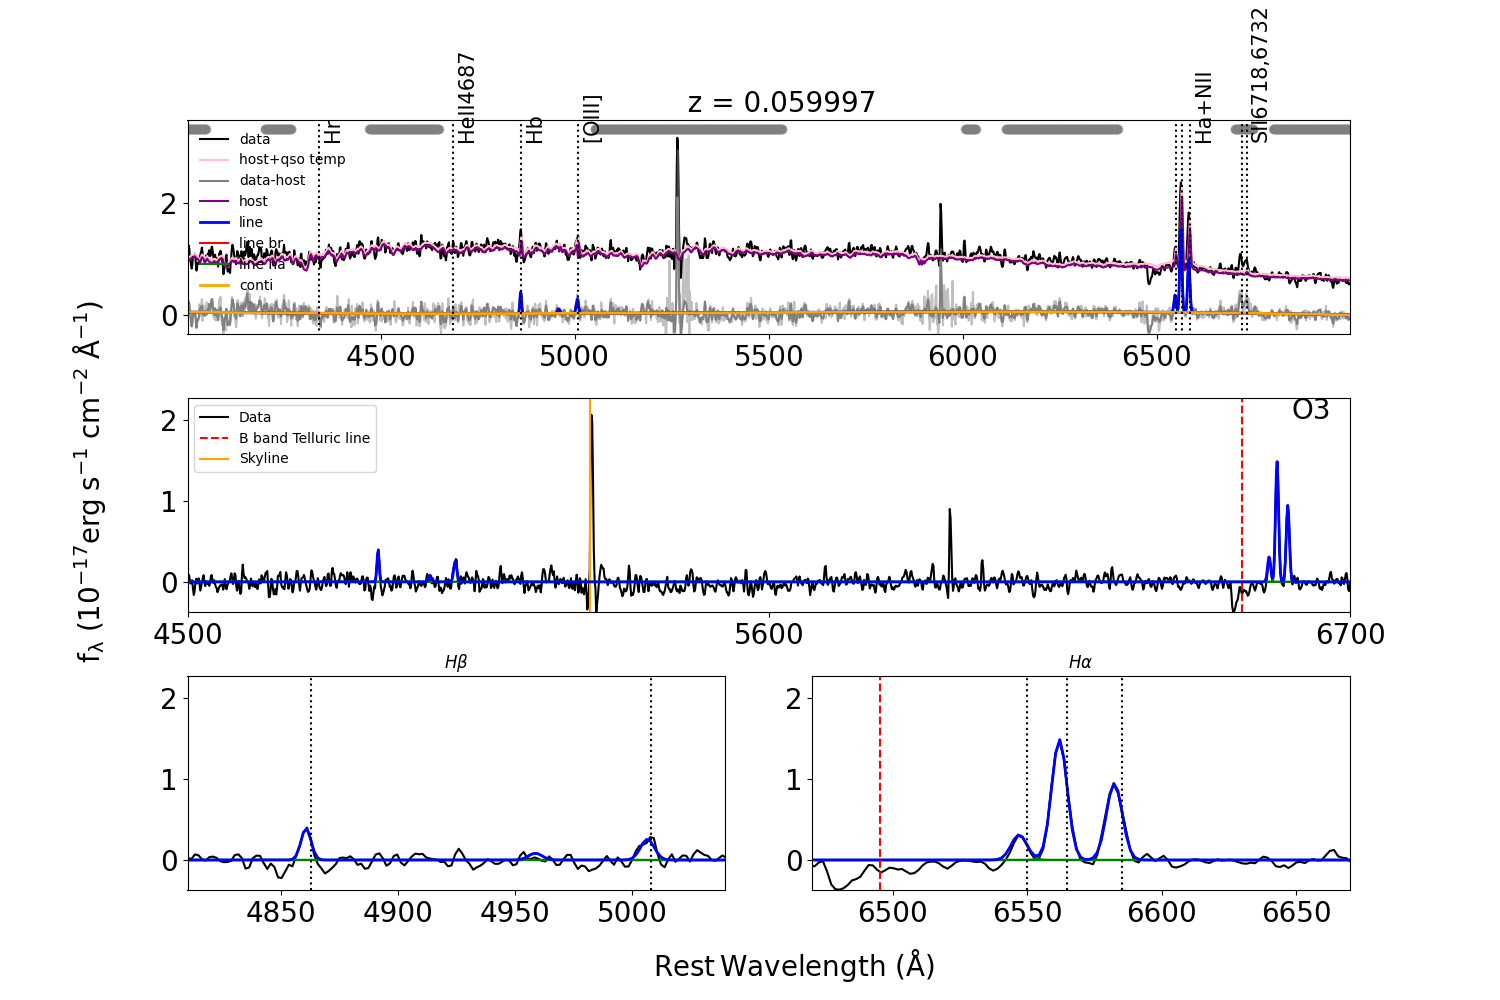 z = 0.059997
Hr
HeII4687
Hb
[OIII]
Ha+NII
SII6718,6732
data
host+qso temp
data-host
host
line
line br
line na
conti
2
0
4500 5000 5500 6000 6500
O3
Data
B band Telluric line
Skyline
2
1
0
4500 5600 6700
Hβ
2
1
0
4850 4900 4950 5000
Hα
2
1
0
6500 6550 6600 6650
fλ (10⁻¹⁷erg s⁻¹ cm⁻² Å⁻¹)
Rest Wavelength (Å)